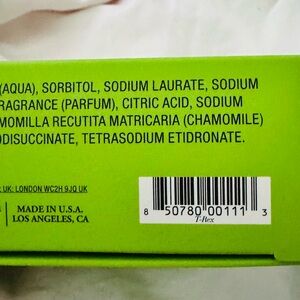 (AQUA), SORBITOL, SODIUM LAURATE, SODIUM
RAGRANCE (PARFUM), CITRIC ACID, SODIUM
MOMILLA RECUTITA MATRICARIA (CHAMOMILE)
DISUCCINATE, TETRASODIUM ETIDRONATE.
UK: LONDON WC2H 9JQ UK
MADE IN U.S.A.
LOS ANGELES, CA
8 50780 00111 3
T-Rex